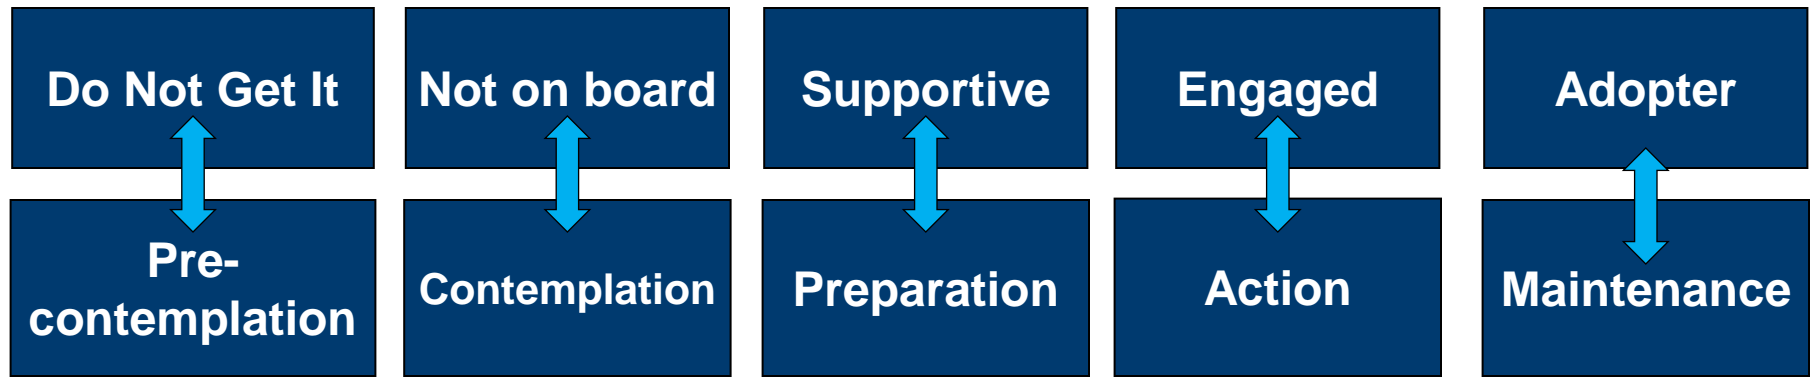 Do Not Get It
Not on board
Supportive
Engaged
Adopter
Pre-
contemplation
Contemplation
Preparation
Action
Maintenance